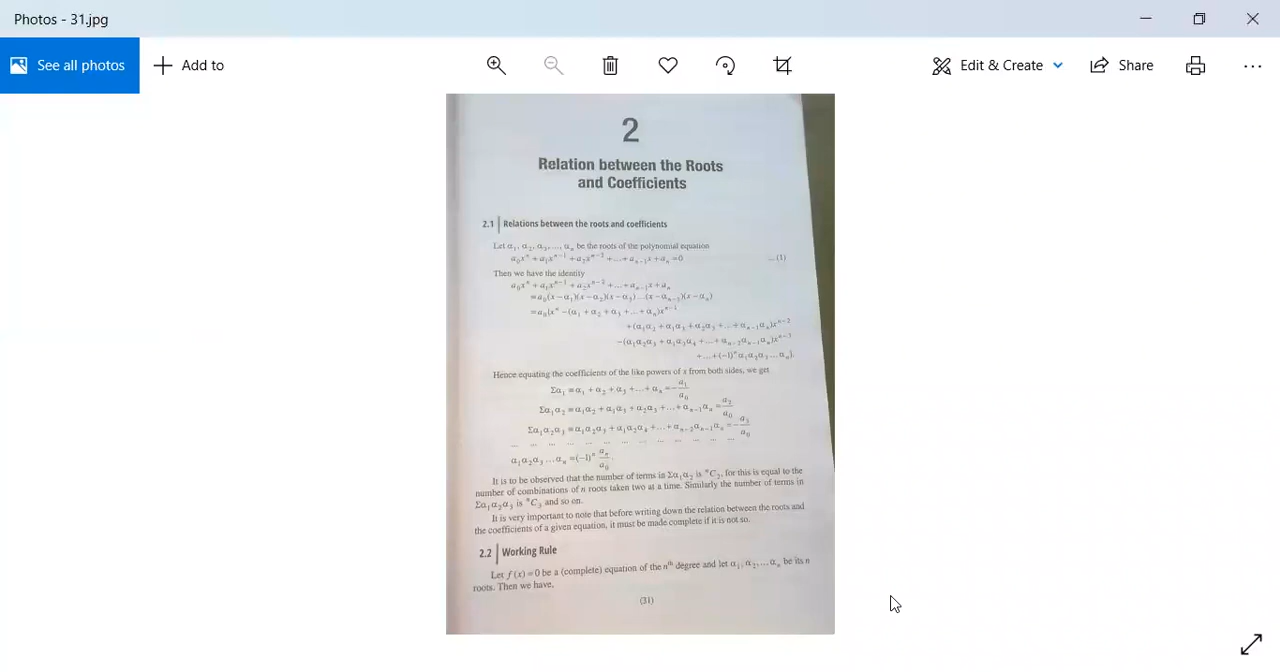 Photos - 31.jpg
See all photos
Add to
Edit & Create
Share
2
Relation between the Roots
and Coefficients
2.1 Relations between the roots and coefficients
Let α₁, α₂, α₃,..., αₙ be the roots of the polynomial equation
a₀xⁿ + a₁xⁿ⁻¹ + a₂xⁿ⁻² + ... + aₙ₋₁x + aₙ = 0 ...(1)
Then we have the identity
a₀xⁿ + a₁xⁿ⁻¹ + a₂xⁿ⁻² + ... + aₙ₋₁x + aₙ
= a₀(x − α₁)(x − α₂)(x − α₃)...(x − αₙ₋₁)(x − αₙ)
= a₀{xⁿ − (α₁ + α₂ + α₃ + ... + αₙ)xⁿ⁻¹
+ (α₁α₂ + α₁α₃ + α₂α₃ + ... + αₙ₋₁αₙ)xⁿ⁻²
− (α₁α₂α₃ + α₁α₃α₄ + ... + αₙ₋₂αₙ₋₁αₙ)xⁿ⁻³
+ ... + (−1)ⁿ α₁α₂α₃...αₙ}.
Hence equating the coefficients of the like powers of x from both sides, we get
Σα₁ = α₁ + α₂ + α₃ + ... + αₙ = − a₁/a₀
Σα₁α₂ = α₁α₂ + α₁α₃ + α₂α₃ + ... + αₙ₋₁αₙ = a₂/a₀
Σα₁α₂α₃ = α₁α₂α₃ + α₁α₂α₄ + ... + αₙ₋₂αₙ₋₁αₙ = − a₃/a₀
... ... ... ... ... ... ... ... ... ... ... ...
α₁α₂α₃...αₙ = (−1)ⁿ aₙ/a₀.
It is to be observed that the number of terms in Σα₁α₂ is ⁿC₂, for this is equal to the
number of combinations of n roots taken two at a time. Similarly the number of terms in
Σα₁α₂α₃ is ⁿC₃ and so on.
It is very important to note that before writing down the relation between the roots and
the coefficients of a given equation, it must be made complete if it is not so.
2.2 Working Rule
Let f(x) = 0 be a (complete) equation of the nᵗʰ degree and let α₁, α₂,... αₙ be its n
roots. Then we have,
(31)